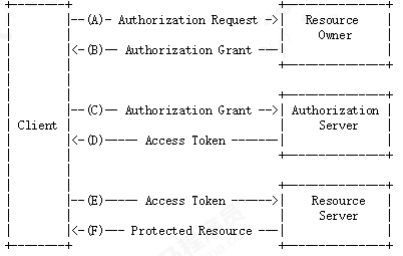 --(A)- Authorization Request ->
Resource
Owner
<-(B)-- Authorization Grant ---
--(C)-- Authorization Grant -->
Authorization
Server
Client
<-(D)----- Access Token -------
--(E)----- Access Token ------>
Resource
Server
<-(F)--- Protected Resource ---